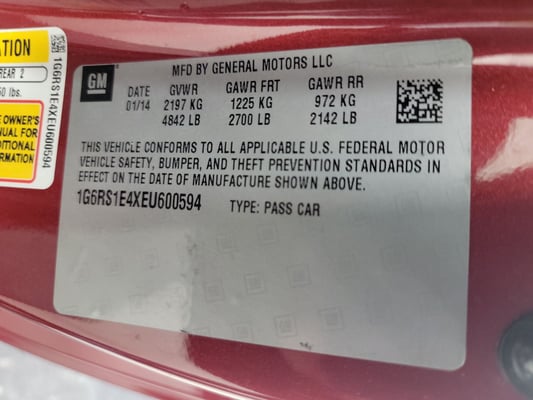 ATION
REAR 2
50 lbs.
E OWNER'S
NUAL FOR
DITIONAL
ORMATION
1G6RS1E4XEU600594
GM
MFD BY GENERAL MOTORS LLC
DATE GVWR GAWR FRT GAWR RR
01/14 2197 KG 1225 KG 972 KG
4842 LB 2700 LB 2142 LB
THIS VEHICLE CONFORMS TO ALL APPLICABLE U.S. FEDERAL MOTOR
VEHICLE SAFETY, BUMPER, AND THEFT PREVENTION STANDARDS IN
EFFECT ON THE DATE OF MANUFACTURE SHOWN ABOVE.
1G6RS1E4XEU600594 TYPE: PASS CAR